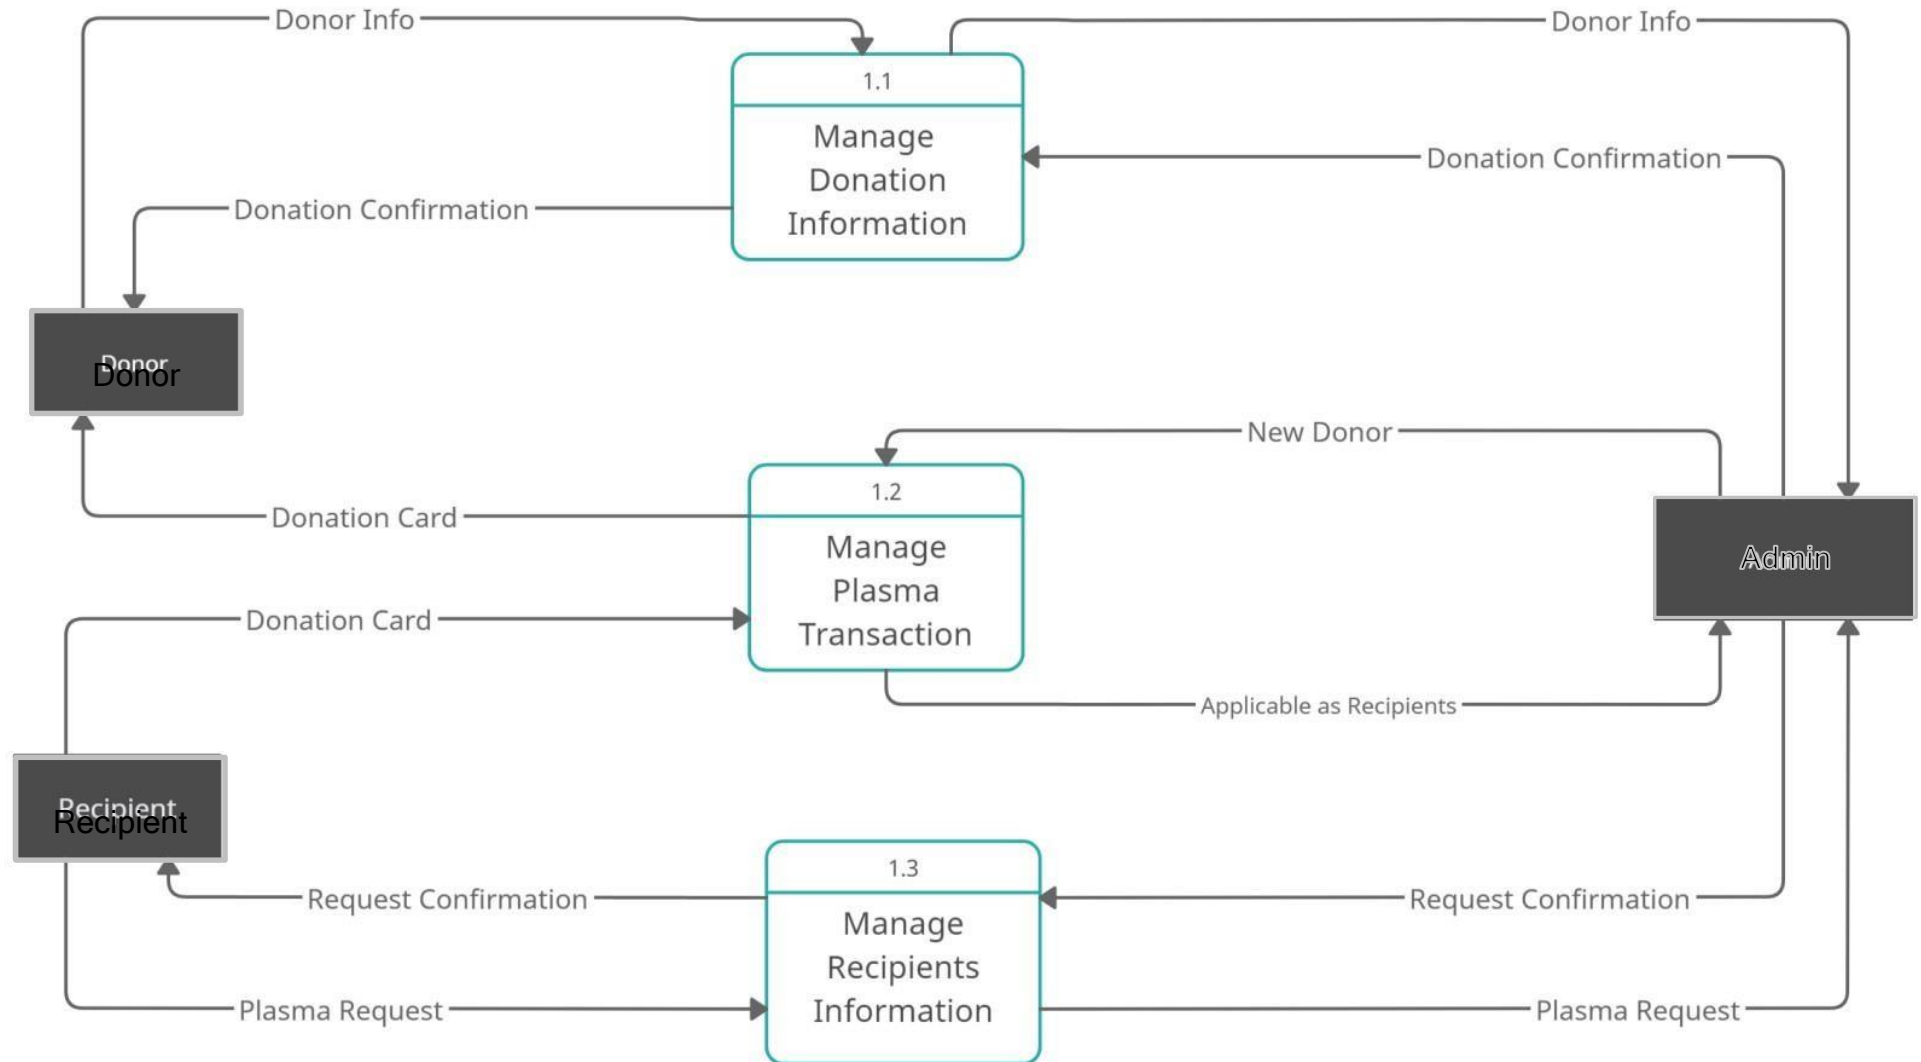 Donor Info
Donor Info
1.1
Manage
Donation
Information
Donation Confirmation
Donation Confirmation
Donor
Donor
New Donor
1.2
Manage
Plasma
Transaction
Donation Card
Admin
Donation Card
Applicable as Recipients
Recipient
Recipient
1.3
Manage
Recipients
Information
Request Confirmation
Request Confirmation
Plasma Request
Plasma Request